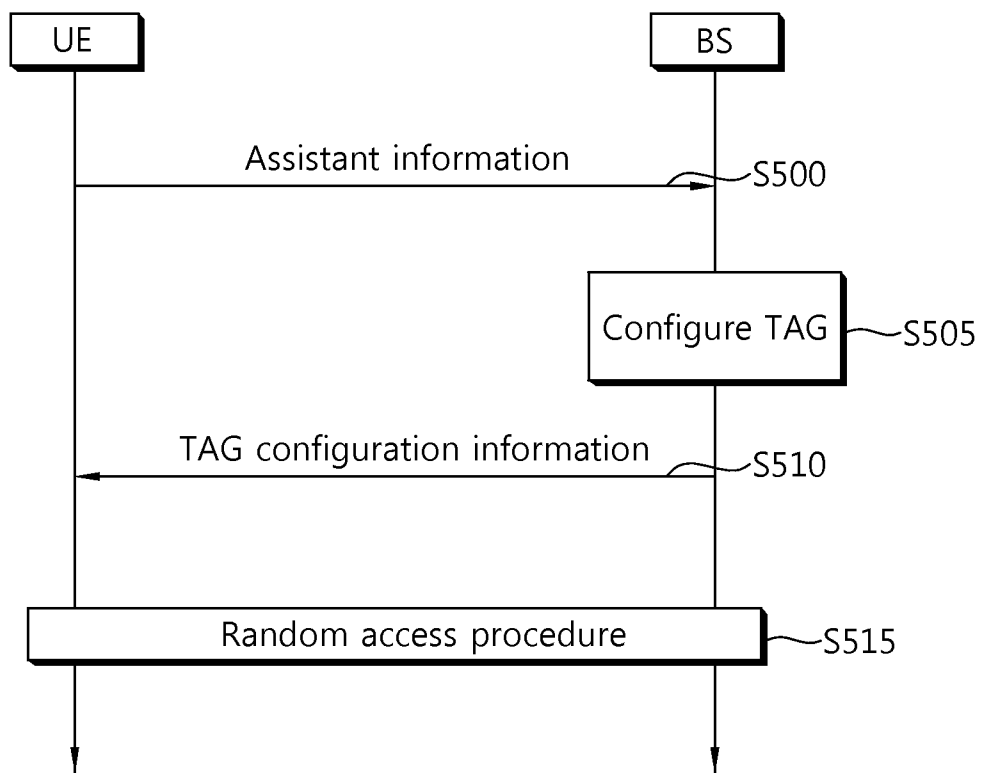 UE
BS
Assistant information
S500
Configure TAG
S505
TAG configuration information
S510
Random access procedure
S515